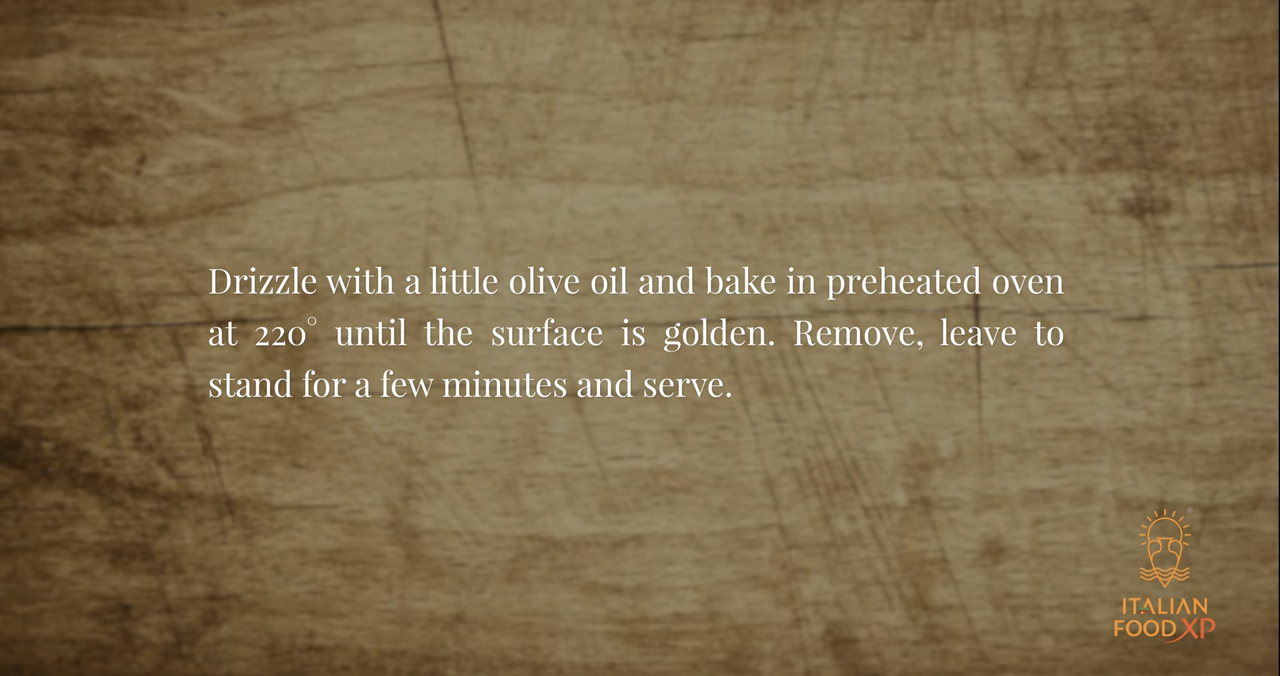 Drizzle with a little olive oil and bake in preheated oven
at 220° until the surface is golden. Remove, leave to
stand for a few minutes and serve.
ITALIAN
FOOD XP